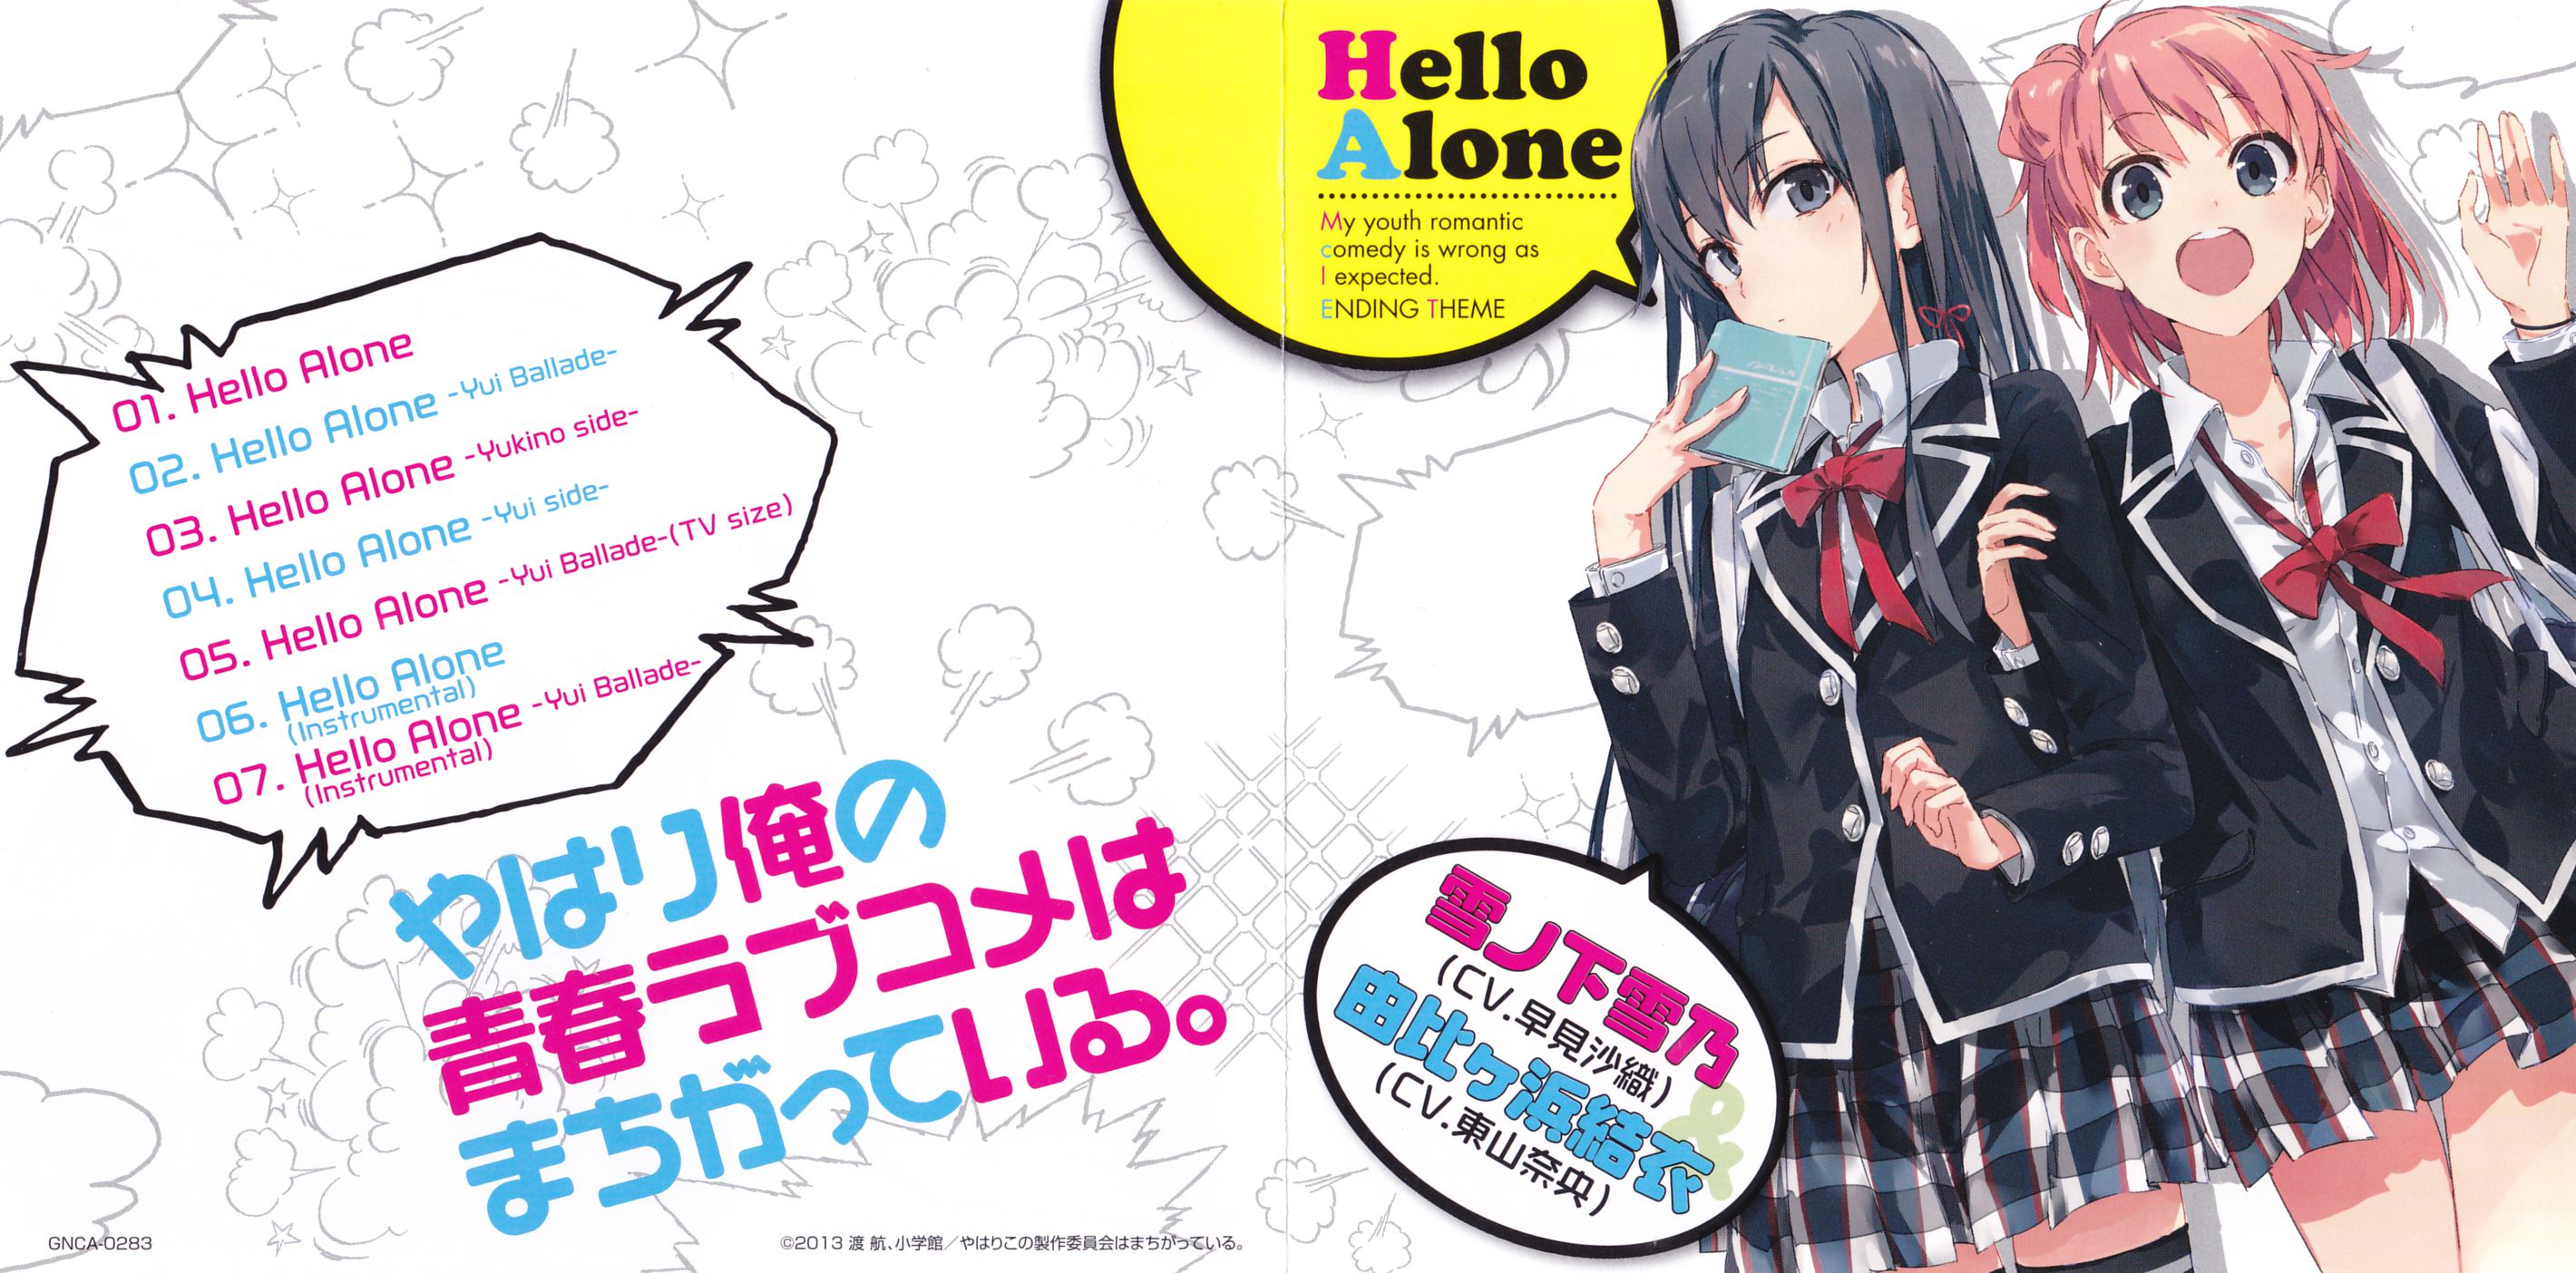 01. Hello Alone
02. Hello Alone -Yui Ballade-
03. Hello Alone -Yukino side-
04. Hello Alone -Yui side-
05. Hello Alone -Yui Ballade-(TV size)
06. Hello Alone
(Instrumental)
07. Hello Alone -Yui Ballade-
(Instrumental)
やはり俺の
青春ラブコメは
まちがっている。
GNCA-0283
©2013 渡 航、小学館／やはりこの製作委員会はまちがっている。
Hello
Alone
My youth romantic
comedy is wrong as
I expected.
ENDING THEME
雪ノ下雪乃
(CV.早見沙織)
&
由比ヶ浜結衣
(CV.東山奈央)